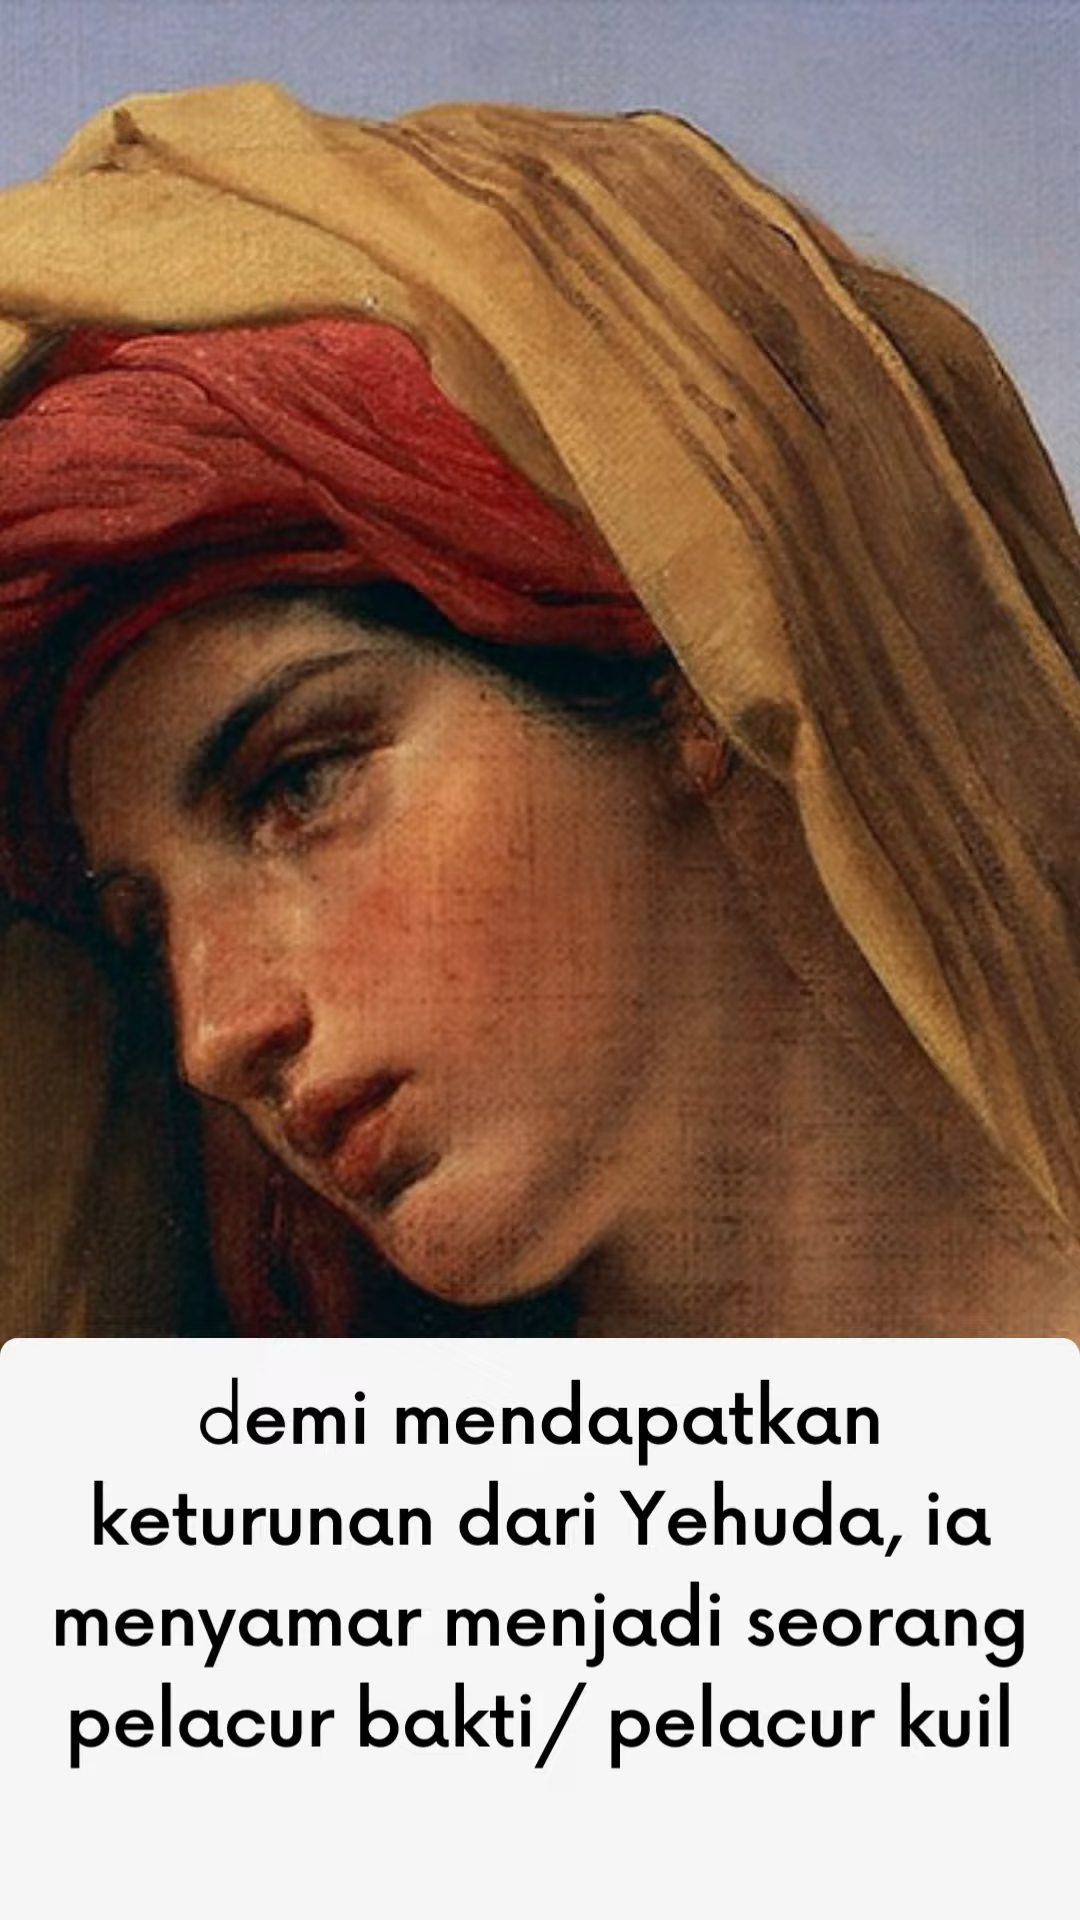 demi mendapatkan
keturunan dari Yehuda, ia
menyamar menjadi seorang
pelacur bakti/ pelacur kuil